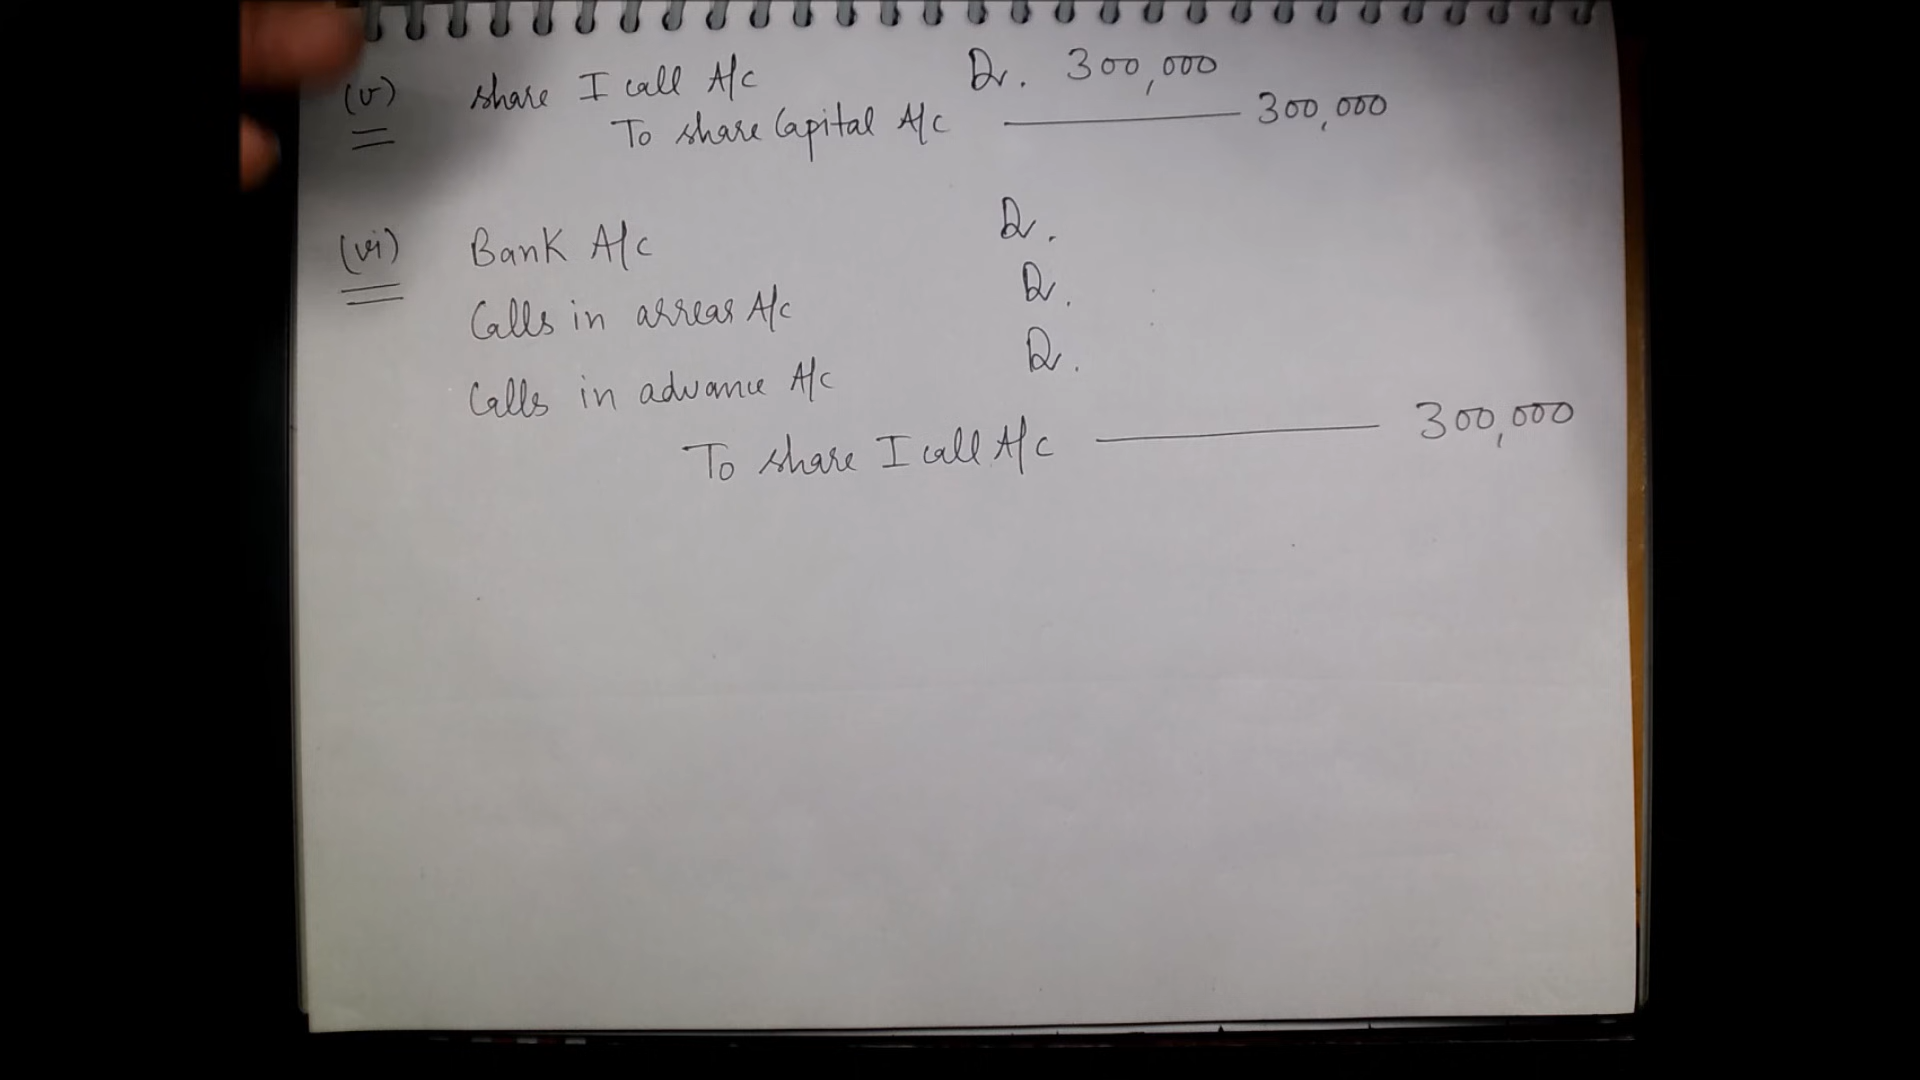 (v) share I call A/c Dr. 300,000
To share Capital A/c 300,000
(vi) Bank A/c Dr.
Calls in arrear A/c Dr.
Calls in advance A/c Dr.
To share I call A/c 300,000